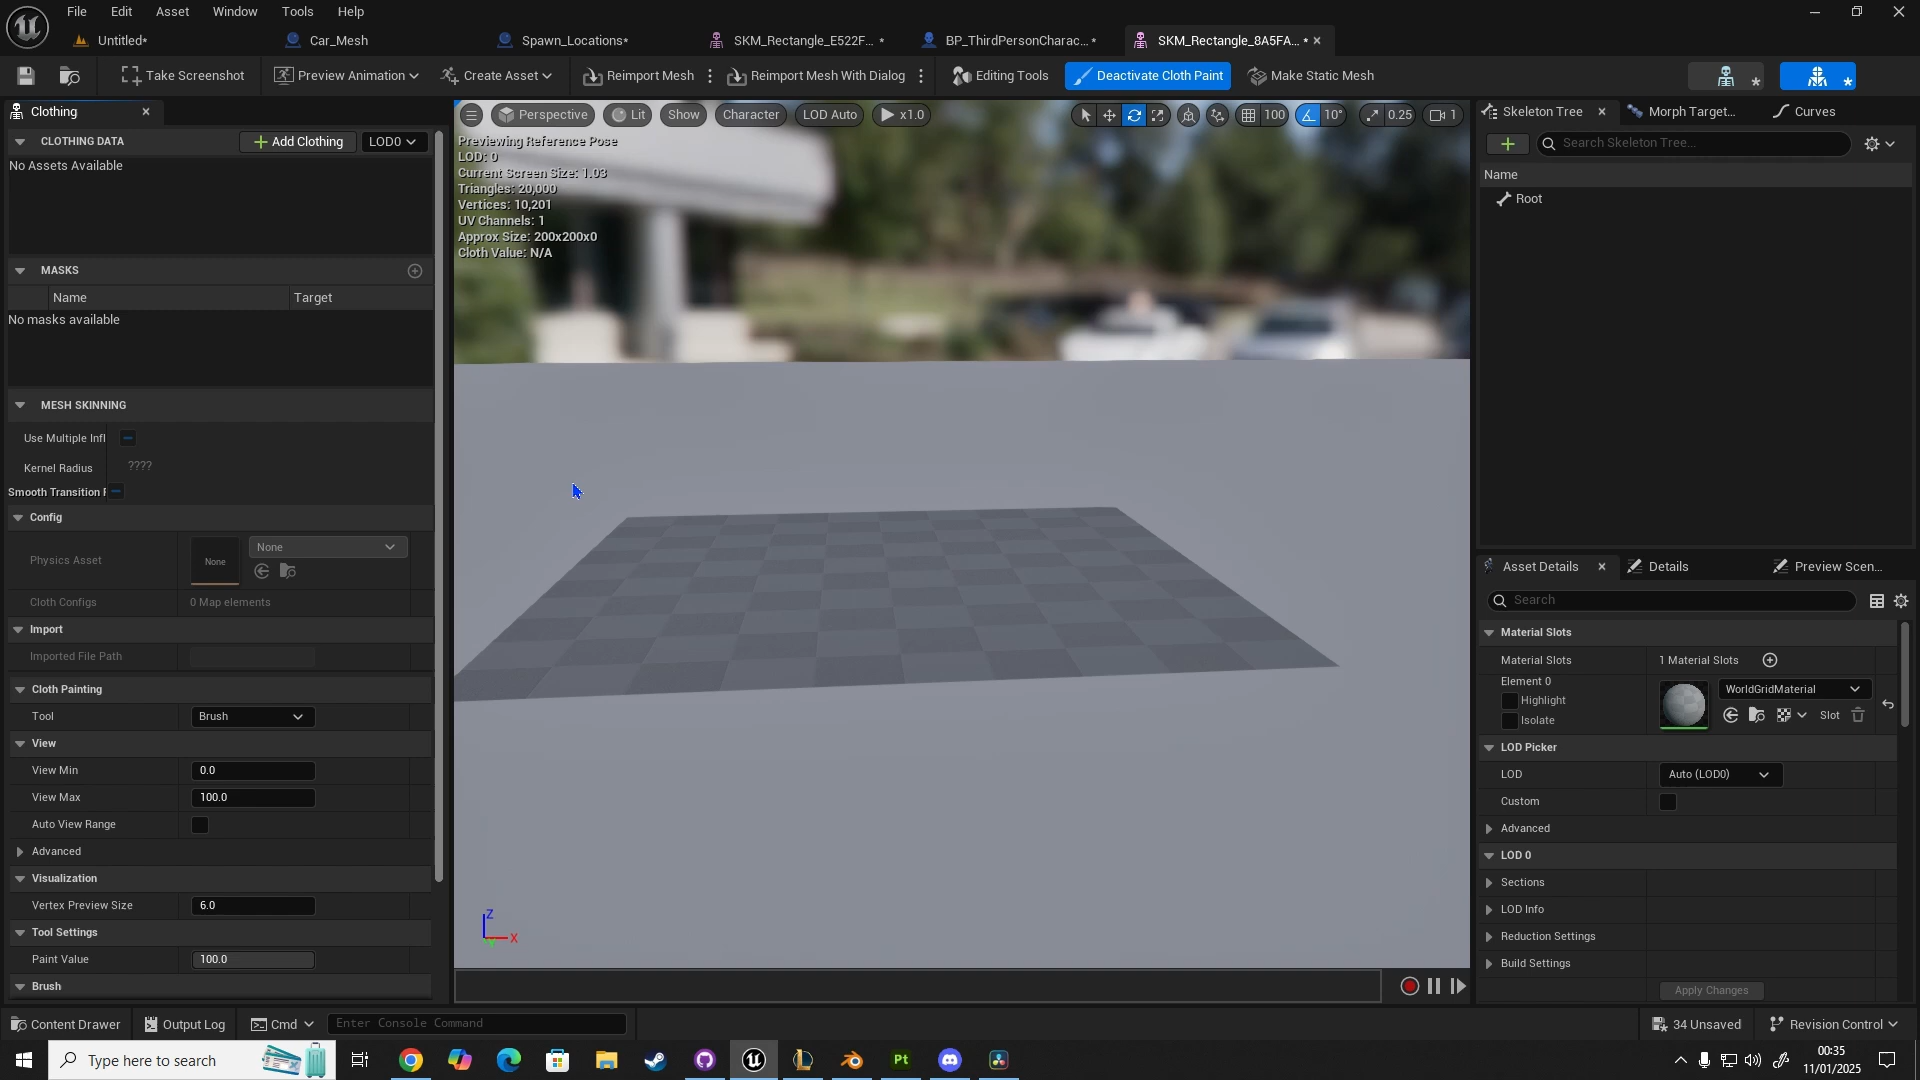 File Edit Asset Window Tools Help
Untitled*
Car_Mesh
Spawn_Locations*
SKM_Rectangle_E522F... *
BP_ThirdPersonCharac... *
SKM_Rectangle_8A5FA... *
Take Screenshot
Preview Animation
Create Asset
Reimport Mesh
Reimport Mesh With Dialog
Editing Tools
Deactivate Cloth Paint
Make Static Mesh
Clothing
CLOTHING DATA
Add Clothing
LOD0
No Assets Available
MASKS
Name Target
No masks available
MESH SKINNING
Use Multiple Infl
Kernel Radius ????
Smooth Transition F
Config
Physics Asset None None
Cloth Configs 0 Map elements
Import
Imported File Path
Cloth Painting
Tool Brush
View
View Min 0.0
View Max 100.0
Auto View Range
Advanced
Visualization
Vertex Preview Size 6.0
Tool Settings
Paint Value 100.0
Brush
Perspective Lit Show Character LOD Auto x1.0
100 10° 0.25 1
Previewing Reference Pose
LOD: 0
Current Screen Size: 1.03
Triangles: 20,000
Vertices: 10,201
UV Channels: 1
Approx Size: 200x200x0
Cloth Value: N/A
Z
X
Y
Skeleton Tree
Morph Target...
Curves
Search Skeleton Tree...
Name
Root
Asset Details
Details
Preview Scen...
Search
Material Slots
Material Slots 1 Material Slots
Element 0
Highlight
Isolate
WorldGridMaterial
Slot
LOD Picker
LOD Auto (LOD0)
Custom
Advanced
LOD 0
Sections
LOD Info
Reduction Settings
Build Settings
Apply Changes
Content Drawer
Output Log
Cmd
Enter Console Command
34 Unsaved
Revision Control
Type here to search
Pt
00:35
11/01/2025